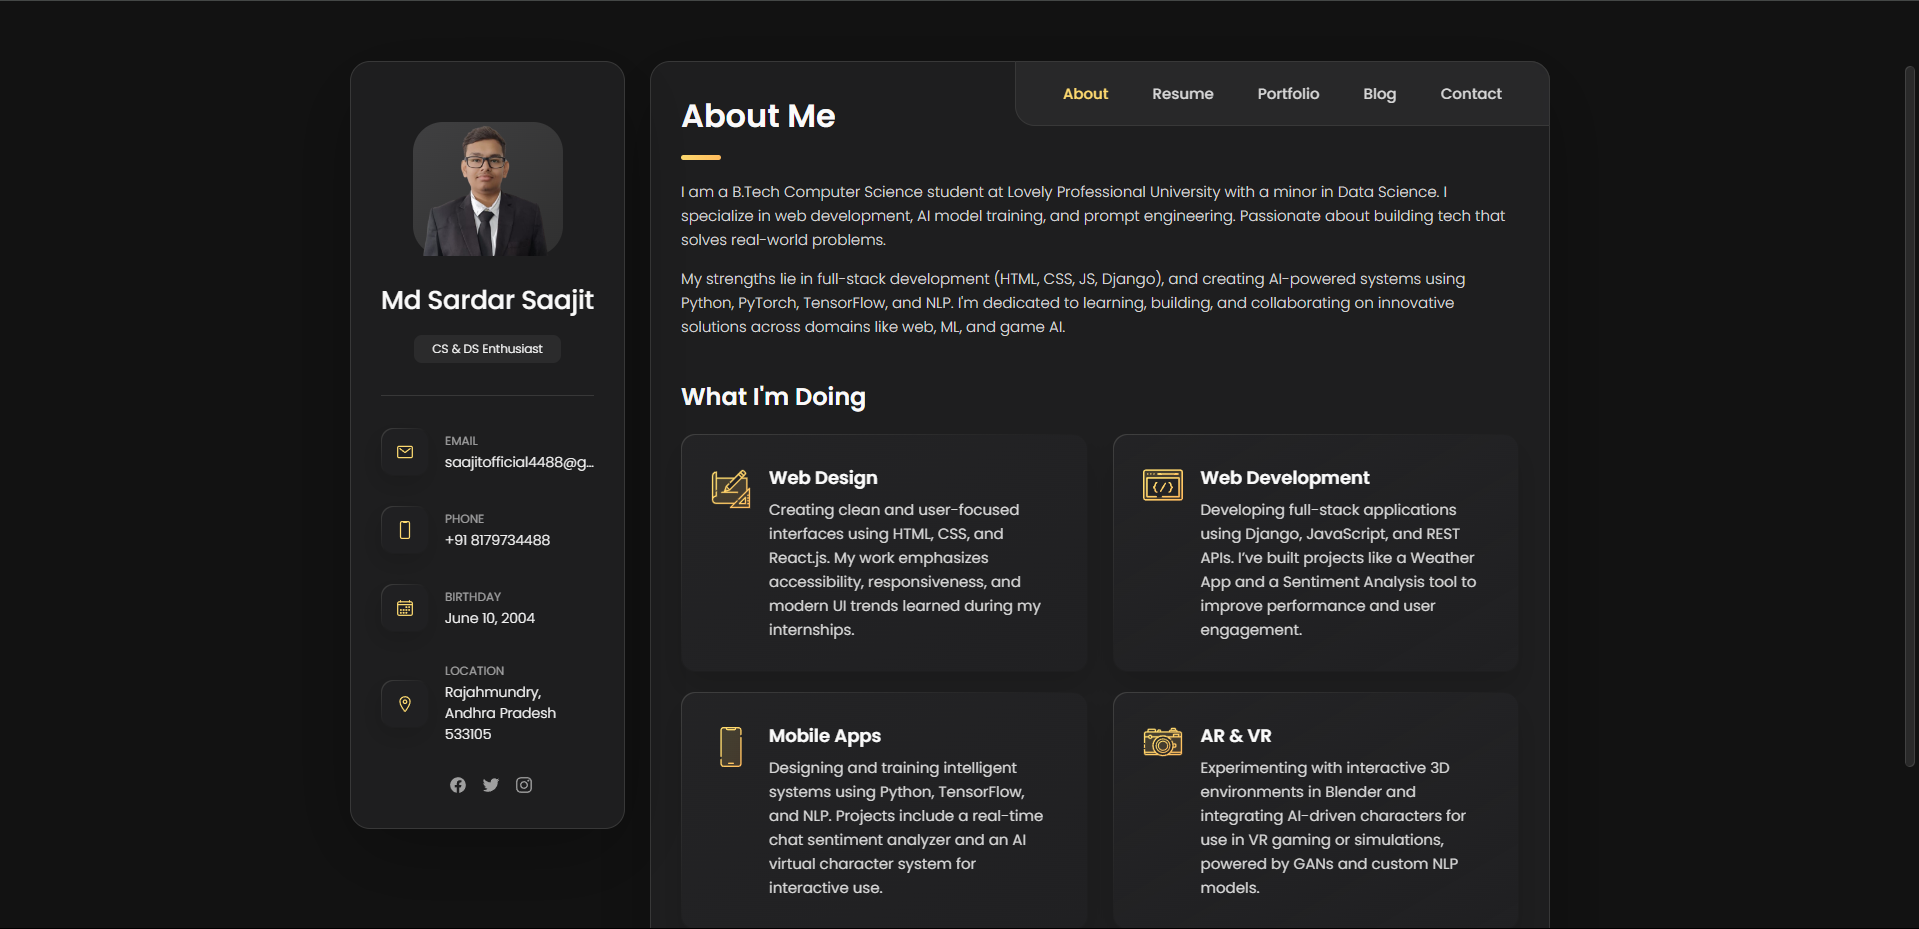 Md Sardar Saajit
CS & DS Enthusiast
EMAIL
saajitofficial4488@g...
PHONE
+91 8179734488
BIRTHDAY
June 10, 2004
LOCATION
Rajahmundry,
Andhra Pradesh
533105
About
Resume
Portfolio
Blog
Contact
About Me
I am a B.Tech Computer Science student at Lovely Professional University with a minor in Data Science. I
specialize in web development, AI model training, and prompt engineering. Passionate about building tech that
solves real-world problems.
My strengths lie in full-stack development (HTML, CSS, JS, Django), and creating AI-powered systems using
Python, PyTorch, TensorFlow, and NLP. I'm dedicated to learning, building, and collaborating on innovative
solutions across domains like web, ML, and game AI.
What I'm Doing
Web Design
Creating clean and user-focused
interfaces using HTML, CSS, and
React.js. My work emphasizes
accessibility, responsiveness, and
modern UI trends learned during my
internships.
Web Development
Developing full-stack applications
using Django, JavaScript, and REST
APIs. I’ve built projects like a Weather
App and a Sentiment Analysis tool to
improve performance and user
engagement.
Mobile Apps
Designing and training intelligent
systems using Python, TensorFlow,
and NLP. Projects include a real-time
chat sentiment analyzer and an AI
virtual character system for
interactive use.
AR & VR
Experimenting with interactive 3D
environments in Blender and
integrating AI-driven characters for
use in VR gaming or simulations,
powered by GANs and custom NLP
models.